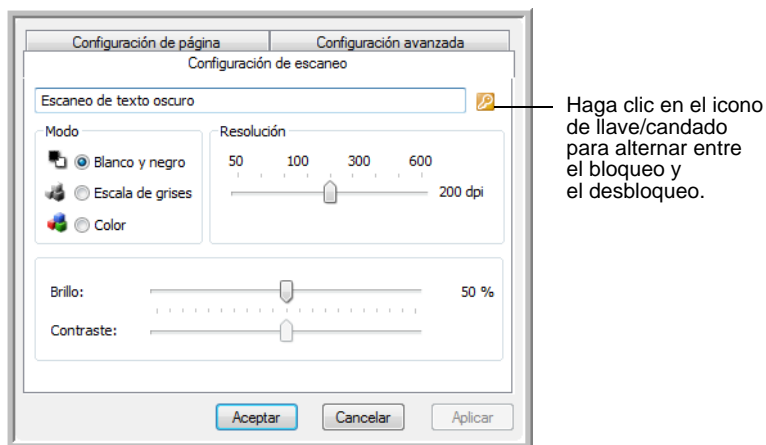 Configuración de página
Configuración avanzada
Configuración de escaneo
Escaneo de texto oscuro
Modo
Blanco y negro
Escala de grises
Color
Resolución
50 100 300 600
200 dpi
Brillo:
50 %
Contraste:
Aceptar
Cancelar
Aplicar
Haga clic en el icono
de llave/candado
para alternar entre
el bloqueo y
el desbloqueo.